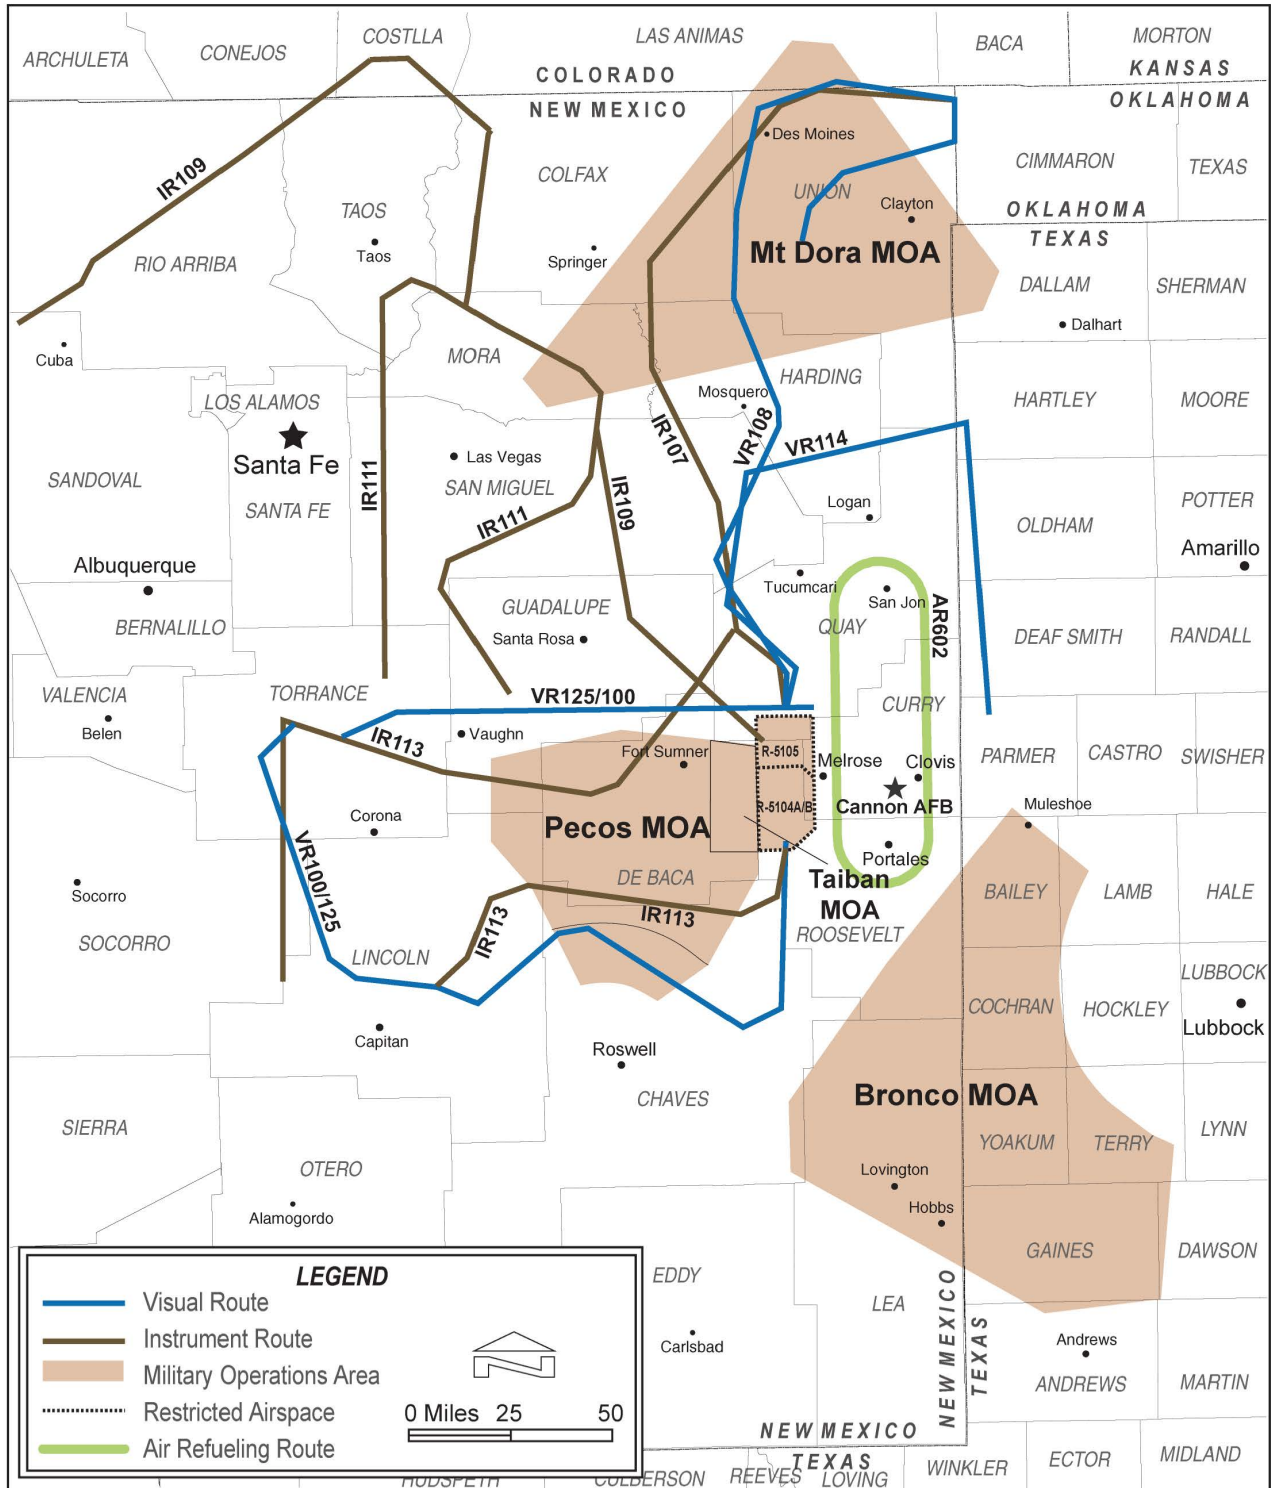 COSTLLA
LAS ANIMAS
MORTON
ARCHULETA
CONEJOS
BACA
KANSAS
COLORADO
NEW MEXICO
OKLAHOMA
Des Moines
CIMMARON
TEXAS
COLFAX
IR109
UNION
Clayton
TAOS
OKLAHOMA
TEXAS
Taos
Springer
Mt Dora MOA
RIO ARRIBA
DALLAM
SHERMAN
Dalhart
Cuba
MORA
HARDING
Mosquero
LOS ALAMOS
HARTLEY
MOORE
Santa Fe
IR107
VR108
VR114
Las Vegas
SANDOVAL
IR111
SAN MIGUEL
SANTA FE
IR109
Logan
POTTER
IR111
OLDHAM
Amarillo
Albuquerque
Tucumcari
San Jon
AR602
GUADALUPE
BERNALILLO
Santa Rosa
QUAY
DEAF SMITH
RANDALL
VALENCIA
TORRANCE
VR125/100
CURRY
Belen
IR113
Vaughn
Fort Sumner
R-5105
Melrose
Clovis
PARMER
CASTRO
SWISHER
R-5104A/B
Cannon AFB
Muleshoe
Corona
Pecos MOA
Portales
VR100/125
DE BACA
Taiban
MOA
BAILEY
LAMB
HALE
Socorro
IR113
IR113
ROOSEVELT
SOCORRO
LINCOLN
LUBBOCK
COCHRAN
HOCKLEY
Lubbock
Capitan
Roswell
CHAVES
Bronco MOA
SIERRA
YOAKUM
TERRY
LYNN
OTERO
Lovington
Alamogordo
Hobbs
GAINES
DAWSON
LEGEND
Visual Route
Instrument Route
Military Operations Area
Restricted Airspace
Air Refueling Route
N
0 Miles 25 50
EDDY
LEA
NEW MEXICO
TEXAS
Carlsbad
Andrews
ANDREWS
MARTIN
NEW MEXICO
TEXAS
HUDSPETH
CULBERSON
REEVES
LOVING
WINKLER
ECTOR
MIDLAND